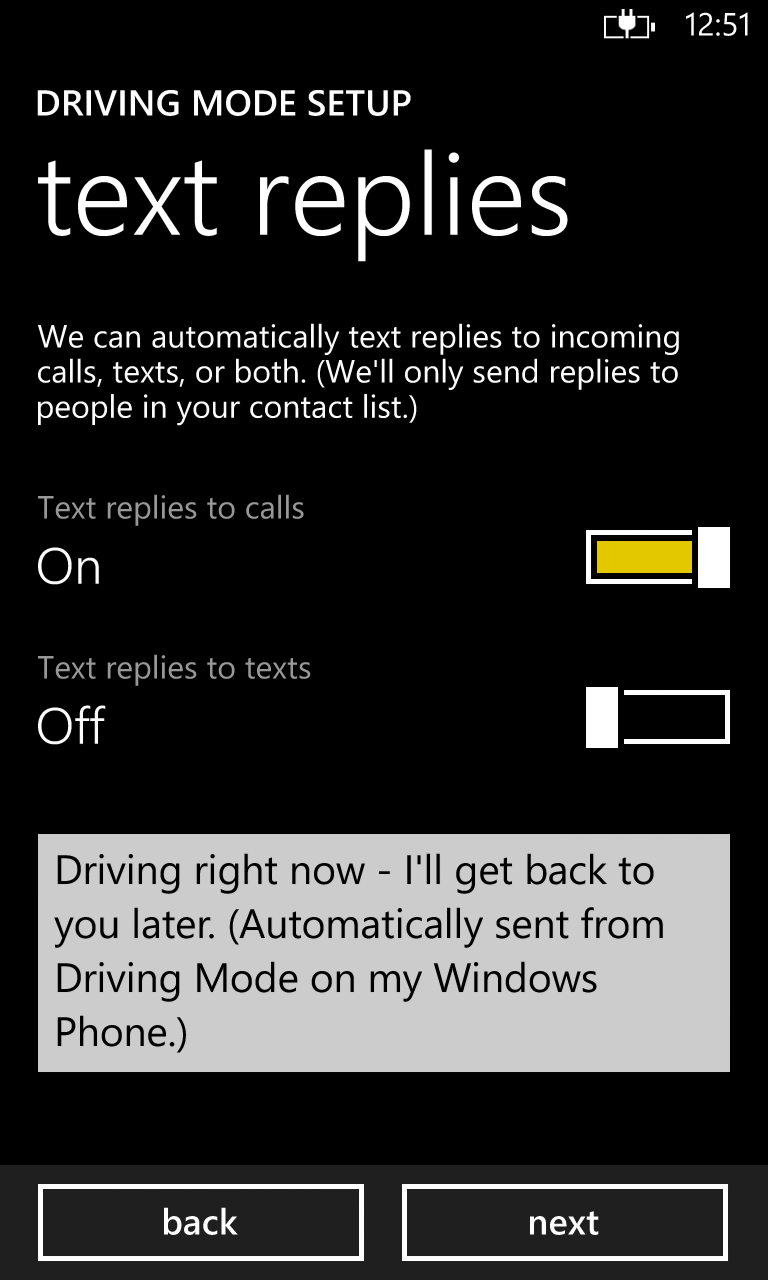 12:51
DRIVING MODE SETUP
text replies
We can automatically text replies to incoming
calls, texts, or both. (We'll only send replies to
people in your contact list.)
Text replies to calls
On
Text replies to texts
Off
Driving right now - I'll get back to
you later. (Automatically sent from
Driving Mode on my Windows
Phone.)
back
next